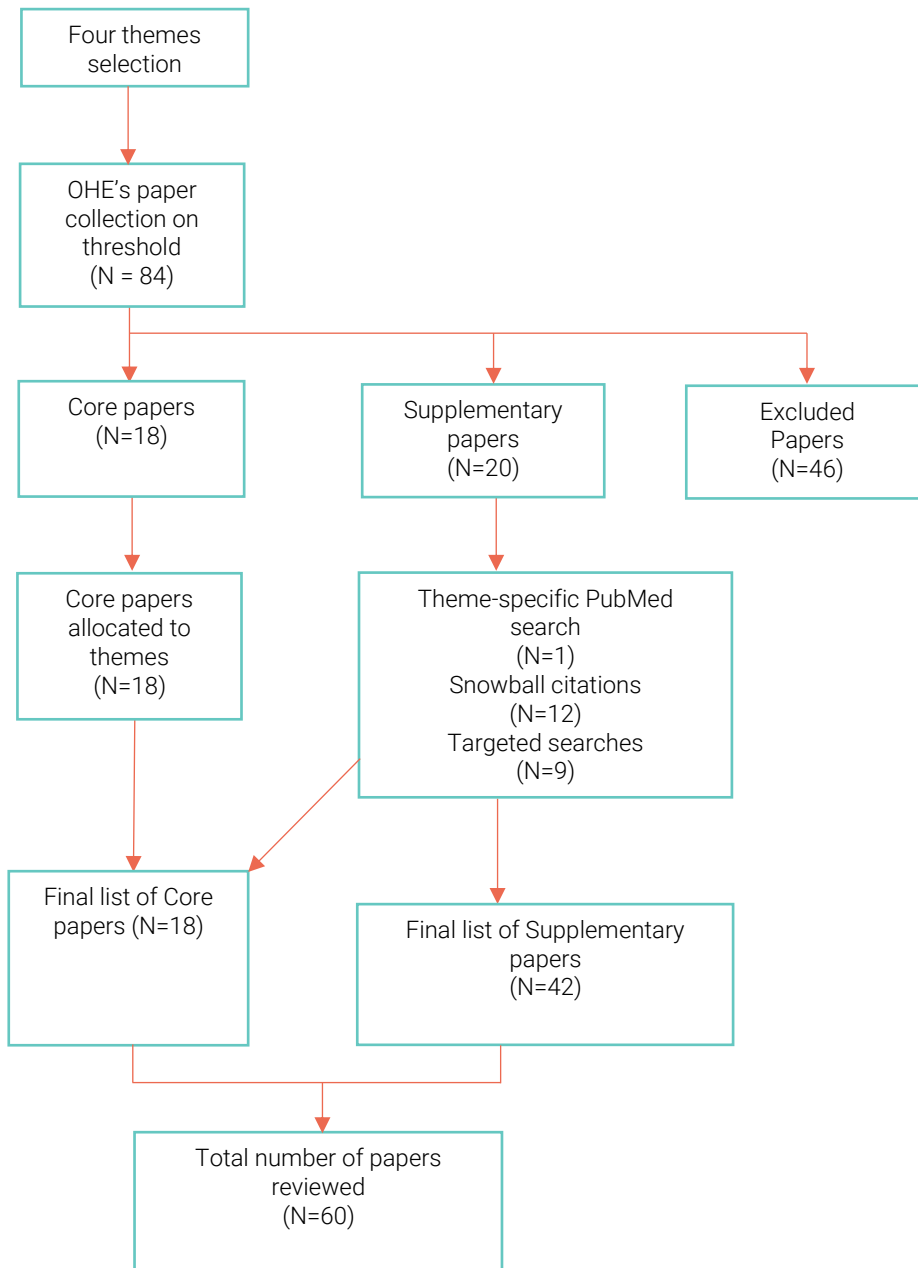 Four themes
selection
OHE's paper
collection on
threshold
(N = 84)
Core papers
(N=18)
Supplementary
papers
(N=20)
Excluded
Papers
(N=46)
Core papers
allocated to
themes
(N=18)
Theme-specific PubMed
search
(N=1)
Snowball citations
(N=12)
Targeted searches
(N=9)
Final list of Core
papers (N=18)
Final list of Supplementary
papers
(N=42)
Total number of papers
reviewed
(N=60)